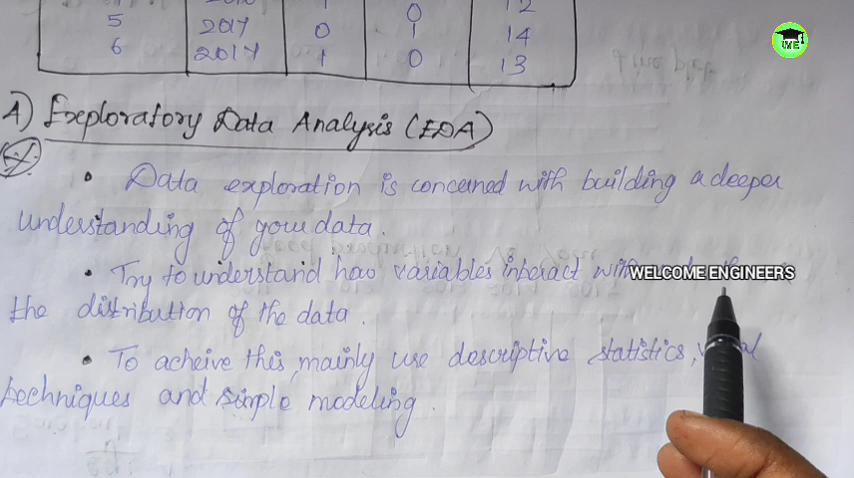 12
5 2017 0 0
6 2017 1 1 14
0 13
IME
A) Exploratory Data Analysis (EDA)
• Data exploration is concerned with building a deeper
understanding of your data.
• Try to understand how variables interact with
WELCOME ENGINEERS
the distribution of the data.
• To acheive this, mainly use descriptive statistics,
techniques and simple modeling.